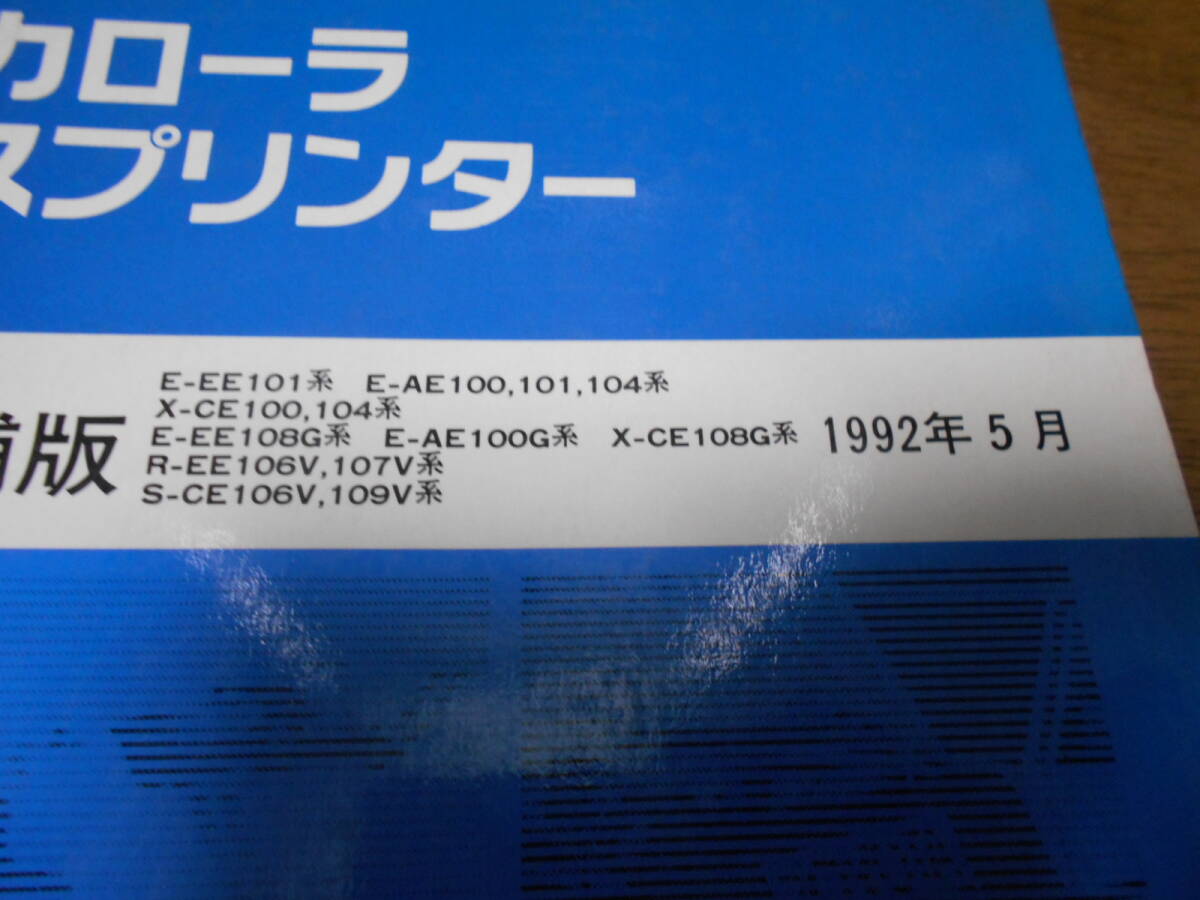 カローラ
スプリンター
補版
E-EE101系 E-AE100,101,104系
X-CE100,104系
E-EE108G系 E-AE100G系 X-CE108G系
R-EE106V,107V系
S-CE106V,109V系
1992年5月